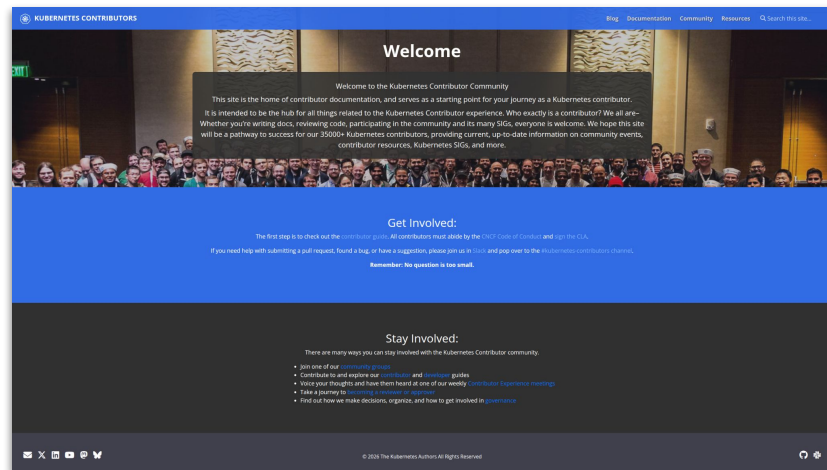 KUBERNETES CONTRIBUTORS
Blog Documentation Community Resources Search this site...
EXIT
Welcome
Welcome to the Kubernetes Contributor Community
This site is the home of contributor documentation, and serves as a starting point for your journey as a Kubernetes contributor.
It is intended to be the hub for all things related to the Kubernetes Contributor experience. Who exactly is a contributor? We all are–
Whether you're writing docs, reviewing code, participating in the community and its many SIGs, everyone is welcome. We hope this site
will be a pathway to success for our 35000+ Kubernetes contributors, providing current, up-to-date information on community events,
contributor resources, Kubernetes SIGs, and more.
Get Involved:
The first step is to check out the contributor guide. All contributors must abide by the CNCF Code of Conduct and sign the CLA.
If you need help with submitting a pull request, found a bug, or have a suggestion, please join us in Slack and pop over to the #kubernetes-contributors channel.
Remember: No question is too small.
Stay Involved:
There are many ways you can stay involved with the Kubernetes Contributor community.
• Join one of our community groups
• Contribute to and explore our contributor and developer guides
• Voice your thoughts and have them heard at one of our weekly Contributor Experience meetings
• Take a journey to becoming a reviewer or approver
• Find out how we make decisions, organize, and how to get involved in governance
© 2026 The Kubernetes Authors All Rights Reserved